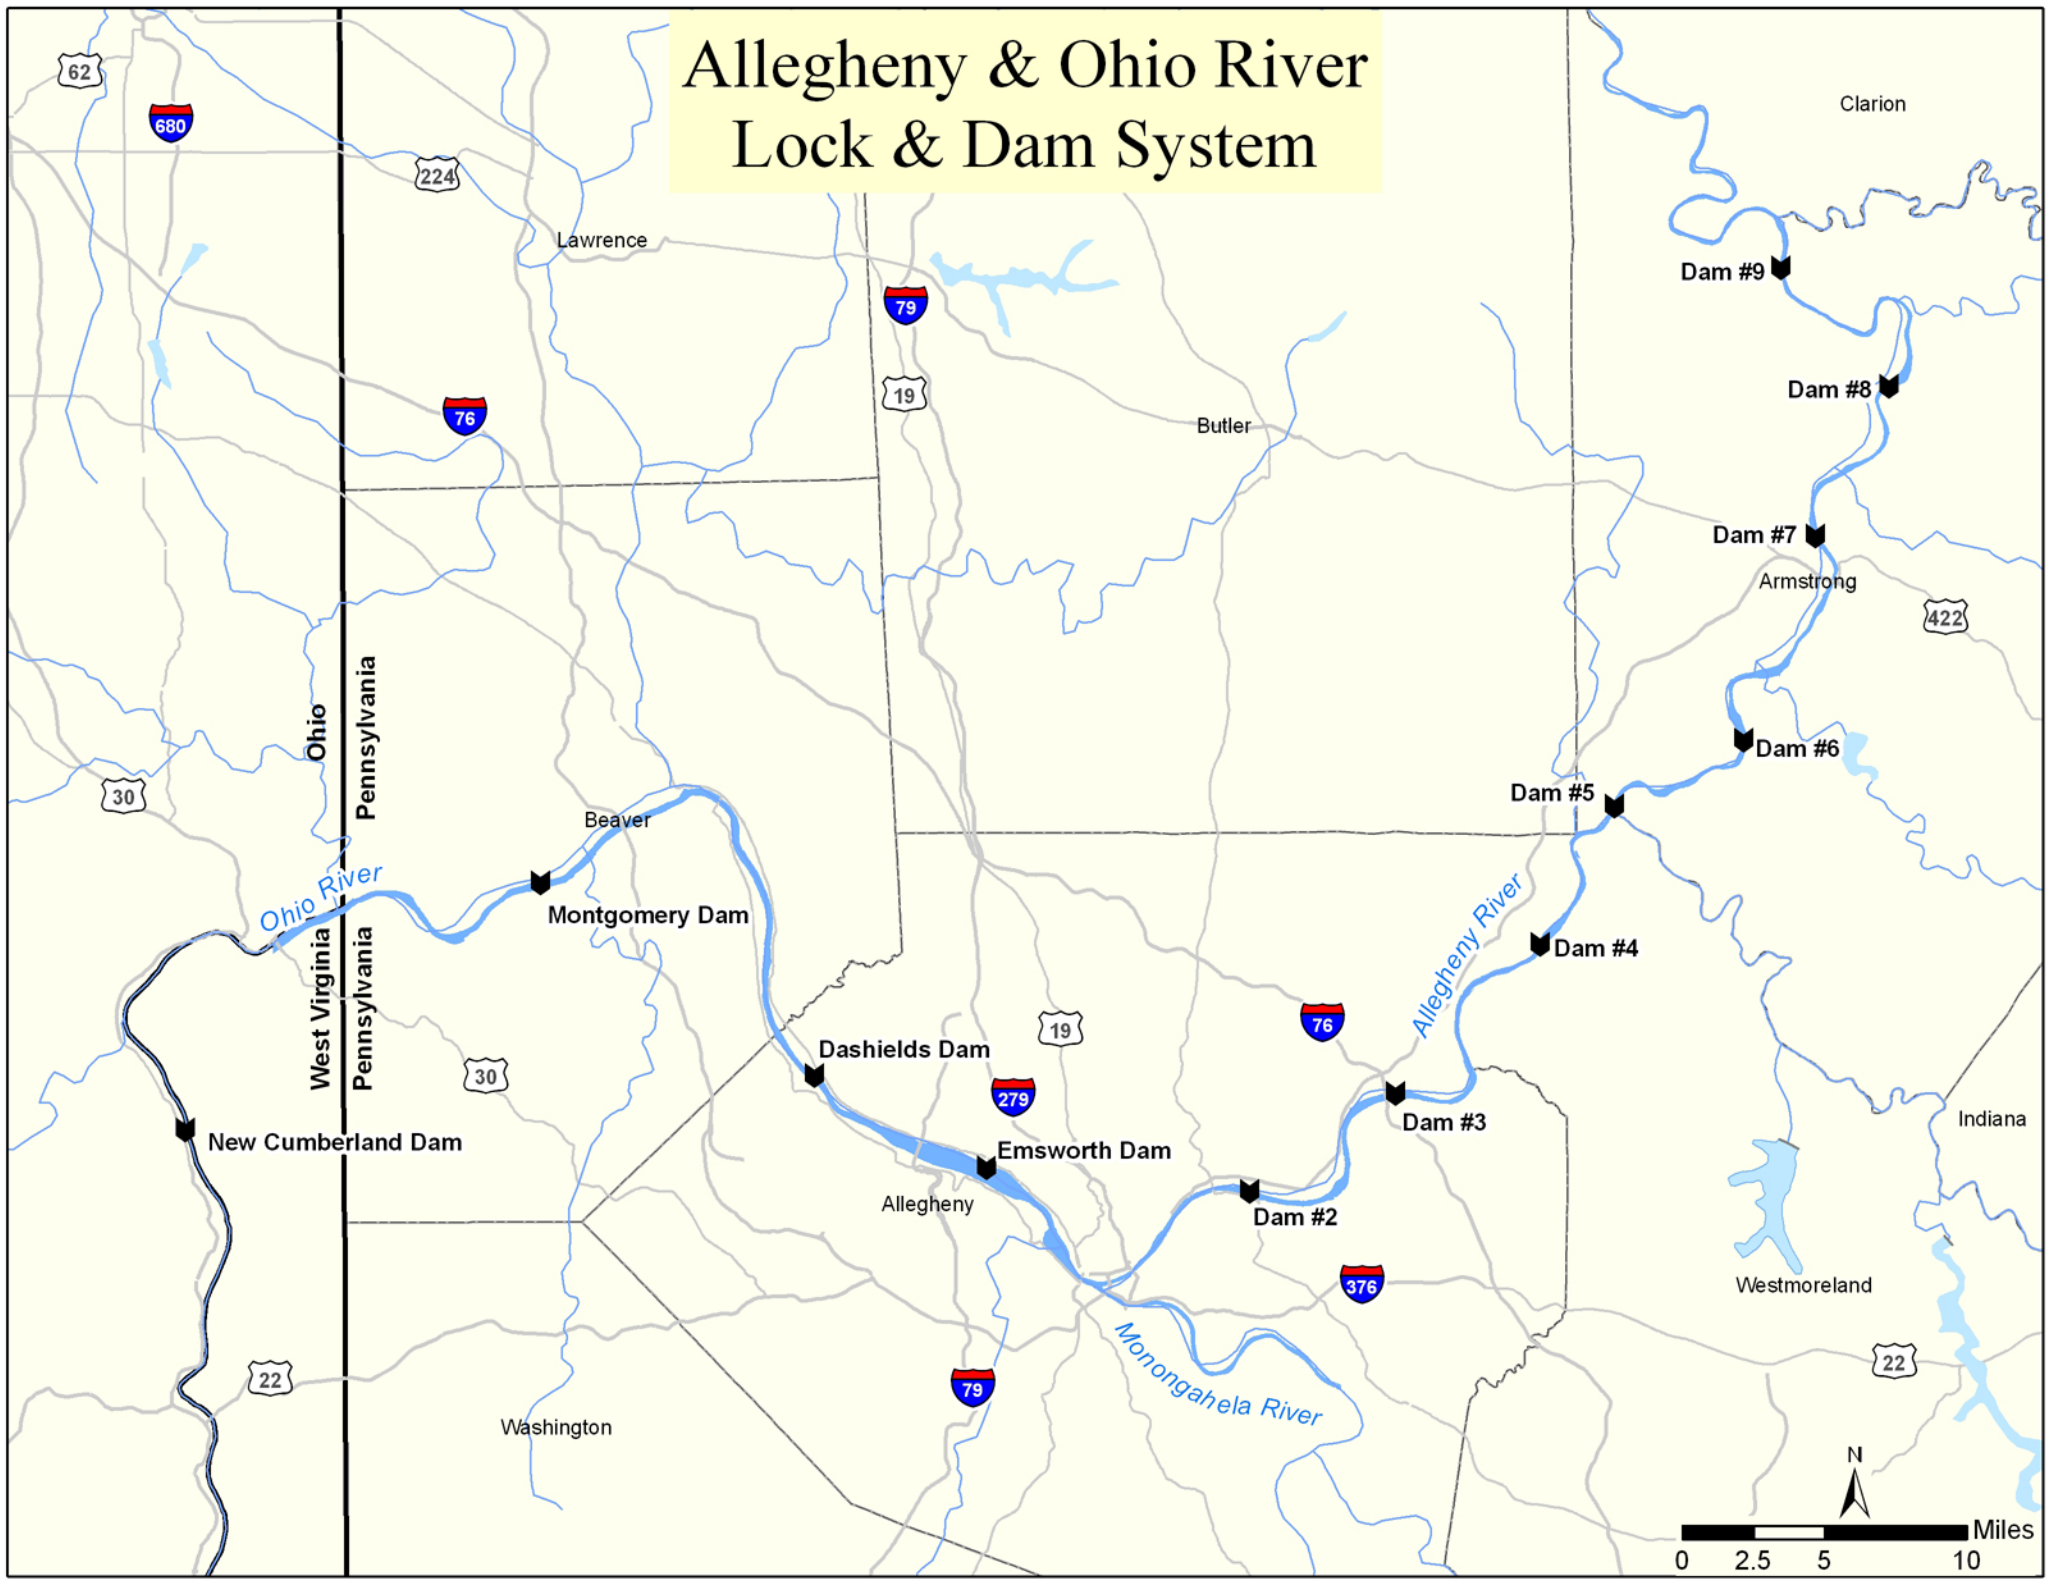 Allegheny & Ohio River
Lock & Dam System
62
680
224
Clarion
Lawrence
Dam #9
79
19
Dam #8
76
Butler
Dam #7
Armstrong
422
Ohio
Pennsylvania
Dam #6
30
Dam #5
Beaver
Ohio River
Montgomery Dam
Allegheny River
Dam #4
West Virginia
Pennsylvania
19
76
Dashields Dam
30
279
Dam #3
Indiana
New Cumberland Dam
Emsworth Dam
Allegheny
Dam #2
376
Westmoreland
Monongahela River
22
22
79
Washington
N
Miles
0 2.5 5 10